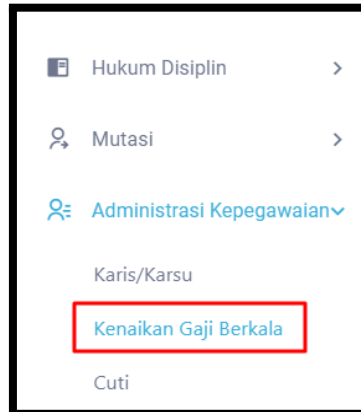 Hukum Disiplin
Mutasi
Administrasi Kepegawaian
Karis/Karsu
Kenaikan Gaji Berkala
Cuti